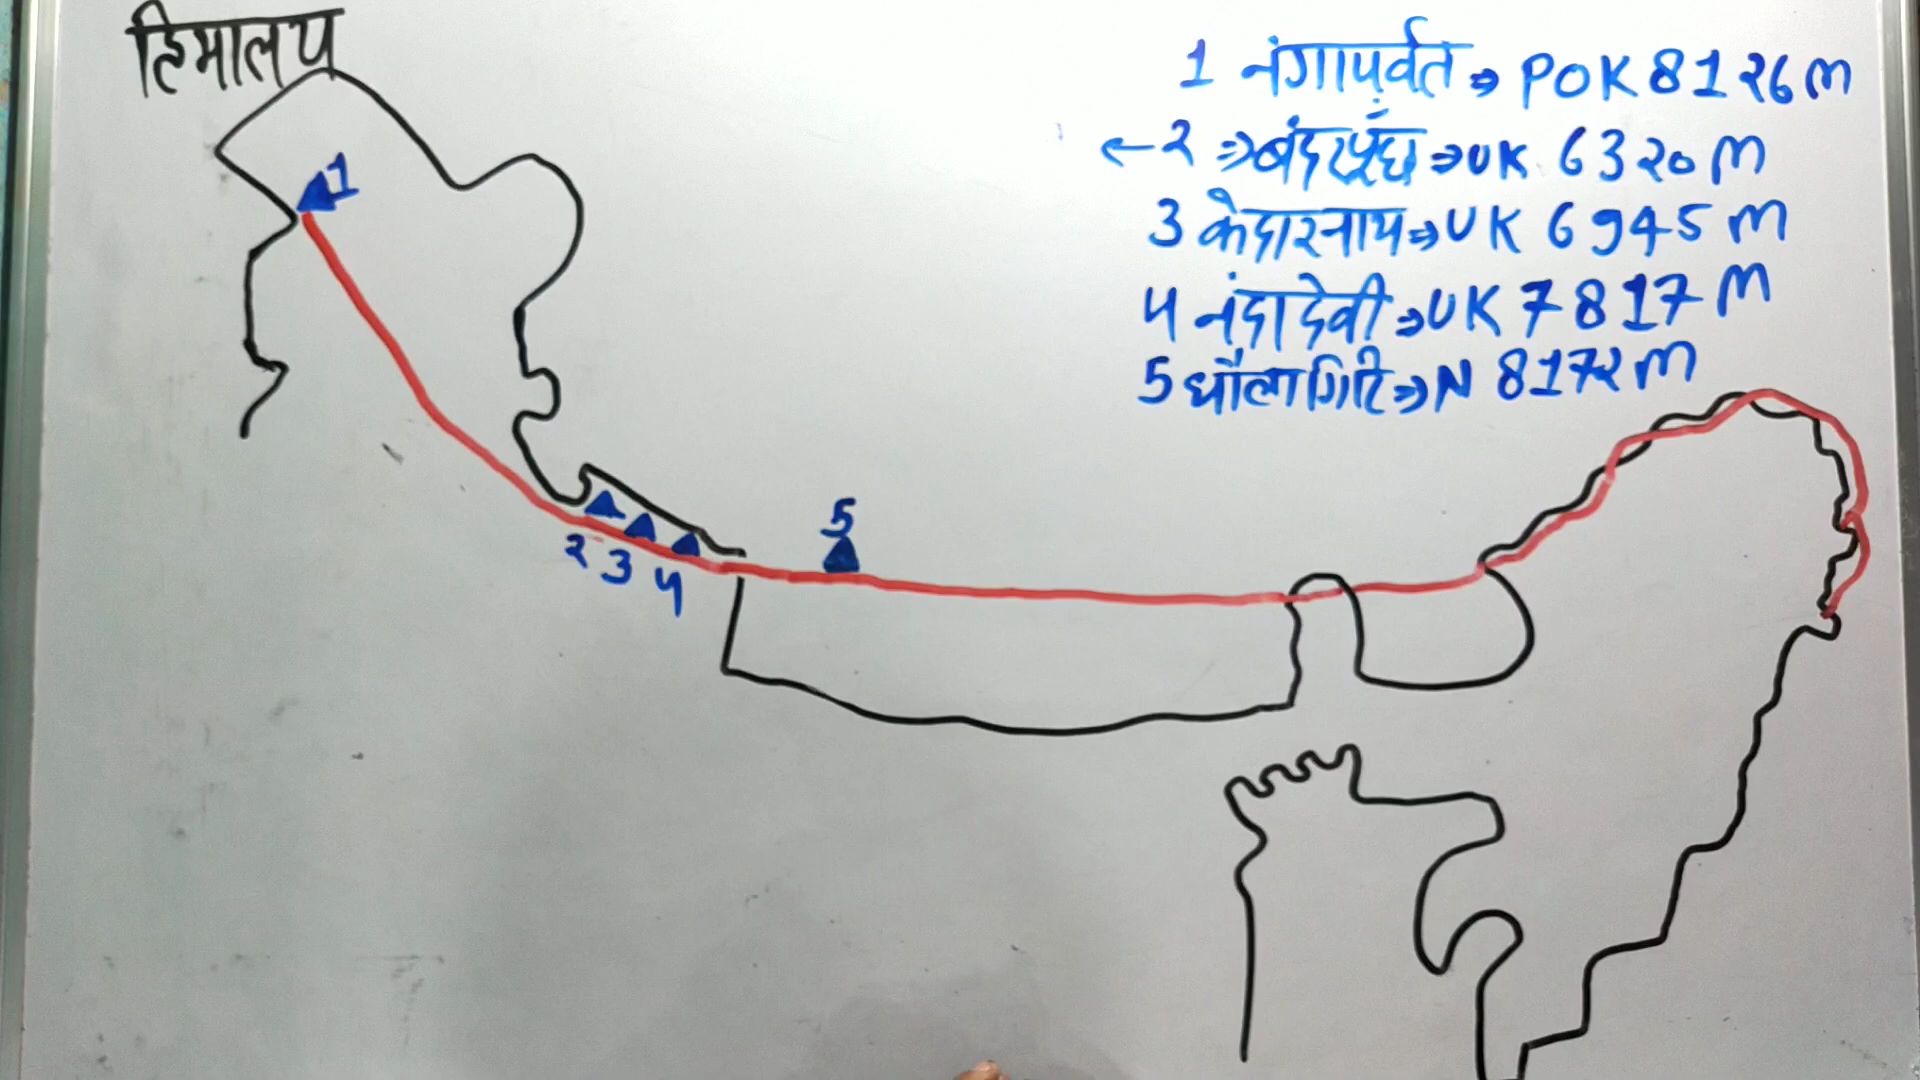 हिमालय
1 नंगापर्वत ⇒ POK 8126 m
← 2 ⇒ बंदरपूंछ ⇒ UK 6320 m
3 केदारनाथ ⇒ UK 6945 m
4 नंदादेवी ⇒ UK 7817 m
5 धौलागिरि ⇒ N 8172 m
1
5
2 3 4